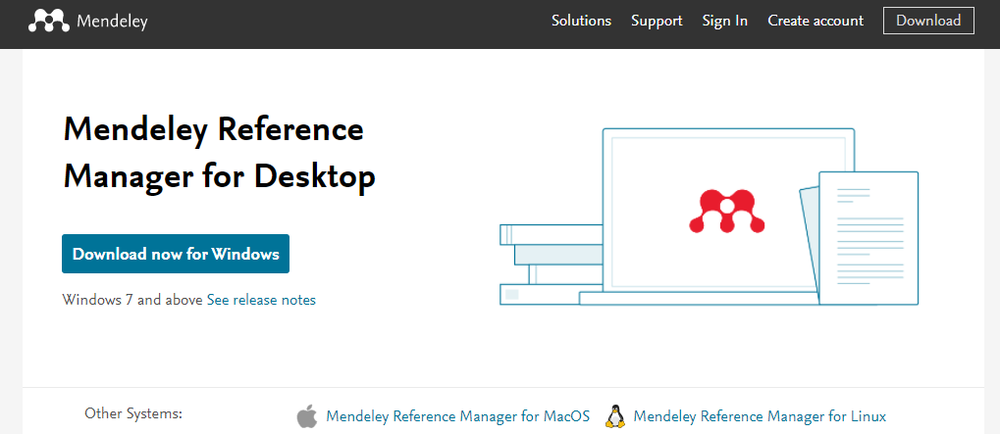 Mendeley
Solutions
Support
Sign In
Create account
Download
Mendeley Reference
Manager for Desktop
Download now for Windows
Windows 7 and above See release notes
Other Systems:
Mendeley Reference Manager for MacOS
Mendeley Reference Manager for Linux